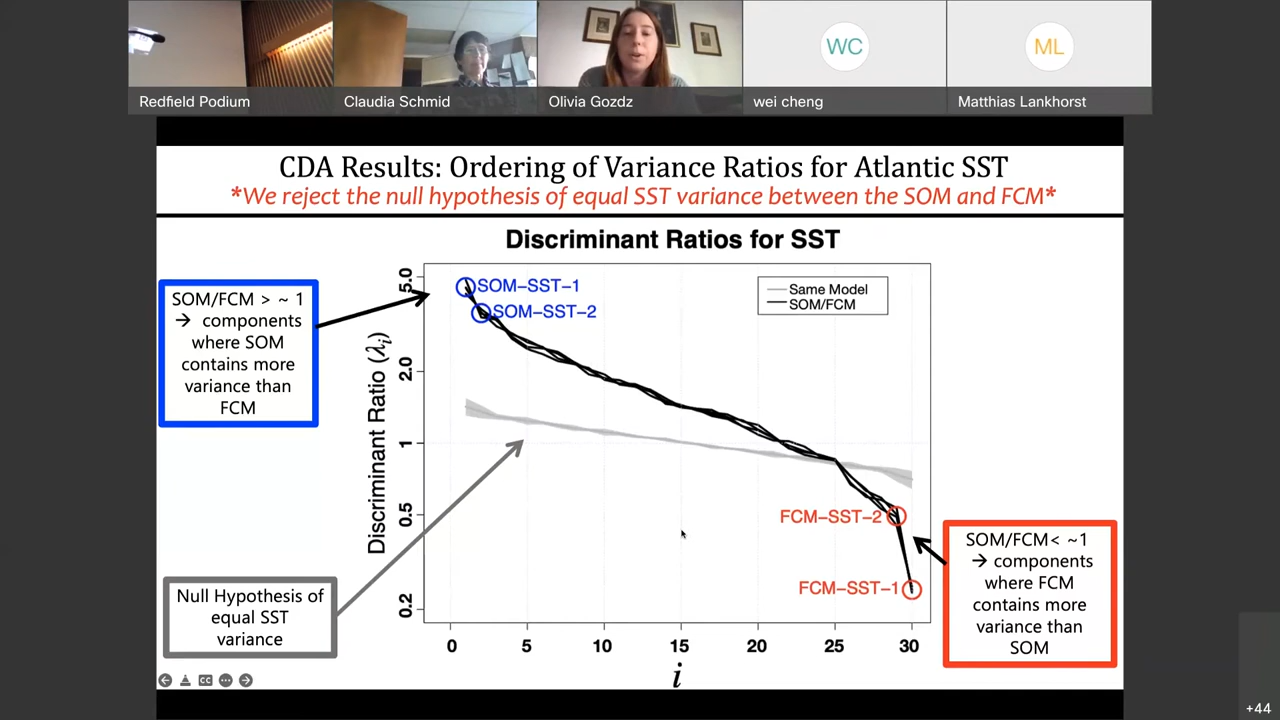 WC
ML
Redfield Podium
Claudia Schmid
Olivia Gozdz
wei cheng
Matthias Lankhorst
CDA Results: Ordering of Variance Ratios for Atlantic SST
*We reject the null hypothesis of equal SST variance between the SOM and FCM*
Discriminant Ratios for SST
SOM/FCM > ~ 1
→ components
where SOM
contains more
variance than
FCM
Discriminant Ratio (λi)
5.0
2.0
1
0.5
0.2
SOM–SST–1
SOM–SST–2
Same Model
SOM/FCM
FCM–SST–2
FCM–SST–1
Null Hypothesis of
equal SST
variance
SOM/FCM< ~1
→ components
where FCM
contains more
variance than
SOM
0 5 10 15 20 25 30
i
CC
+44